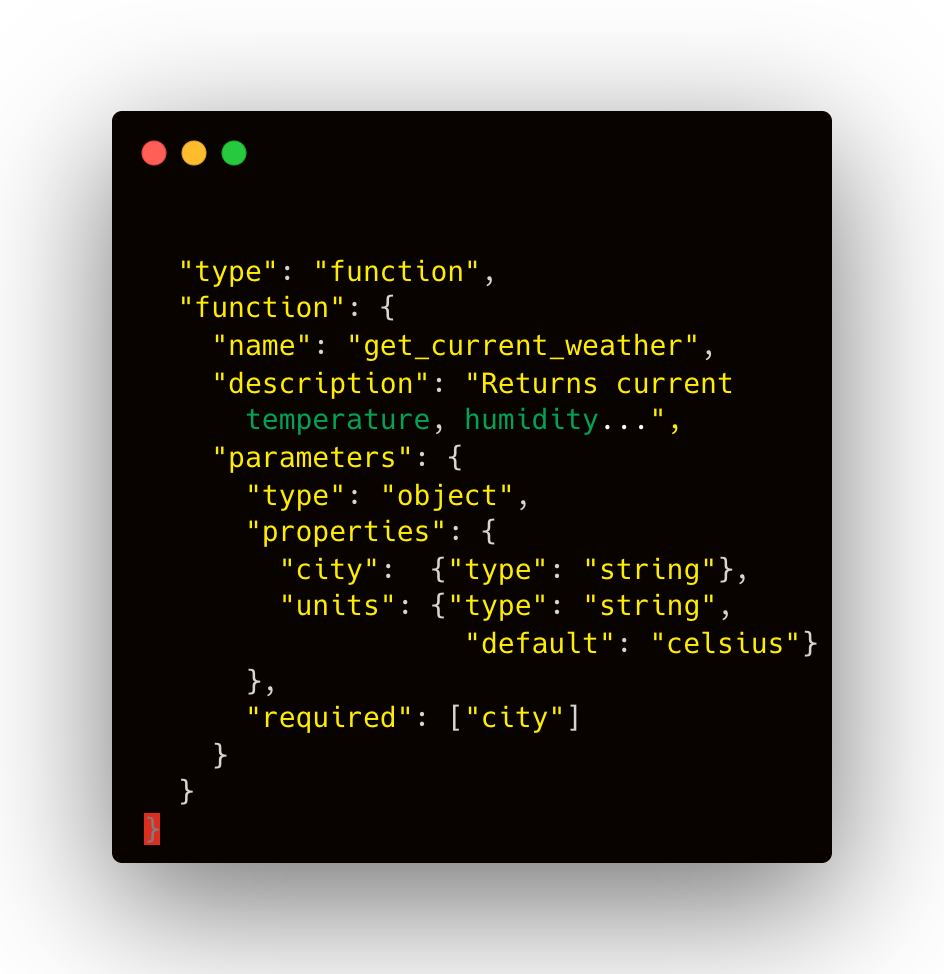 "type": "function",
"function": {
"name": "get_current_weather",
"description": "Returns current
temperature, humidity...",
"parameters": {
"type": "object",
"properties": {
"city":  {"type": "string"},
"units": {"type": "string",
"default": "celsius"}
},
"required": ["city"]
}
}
}